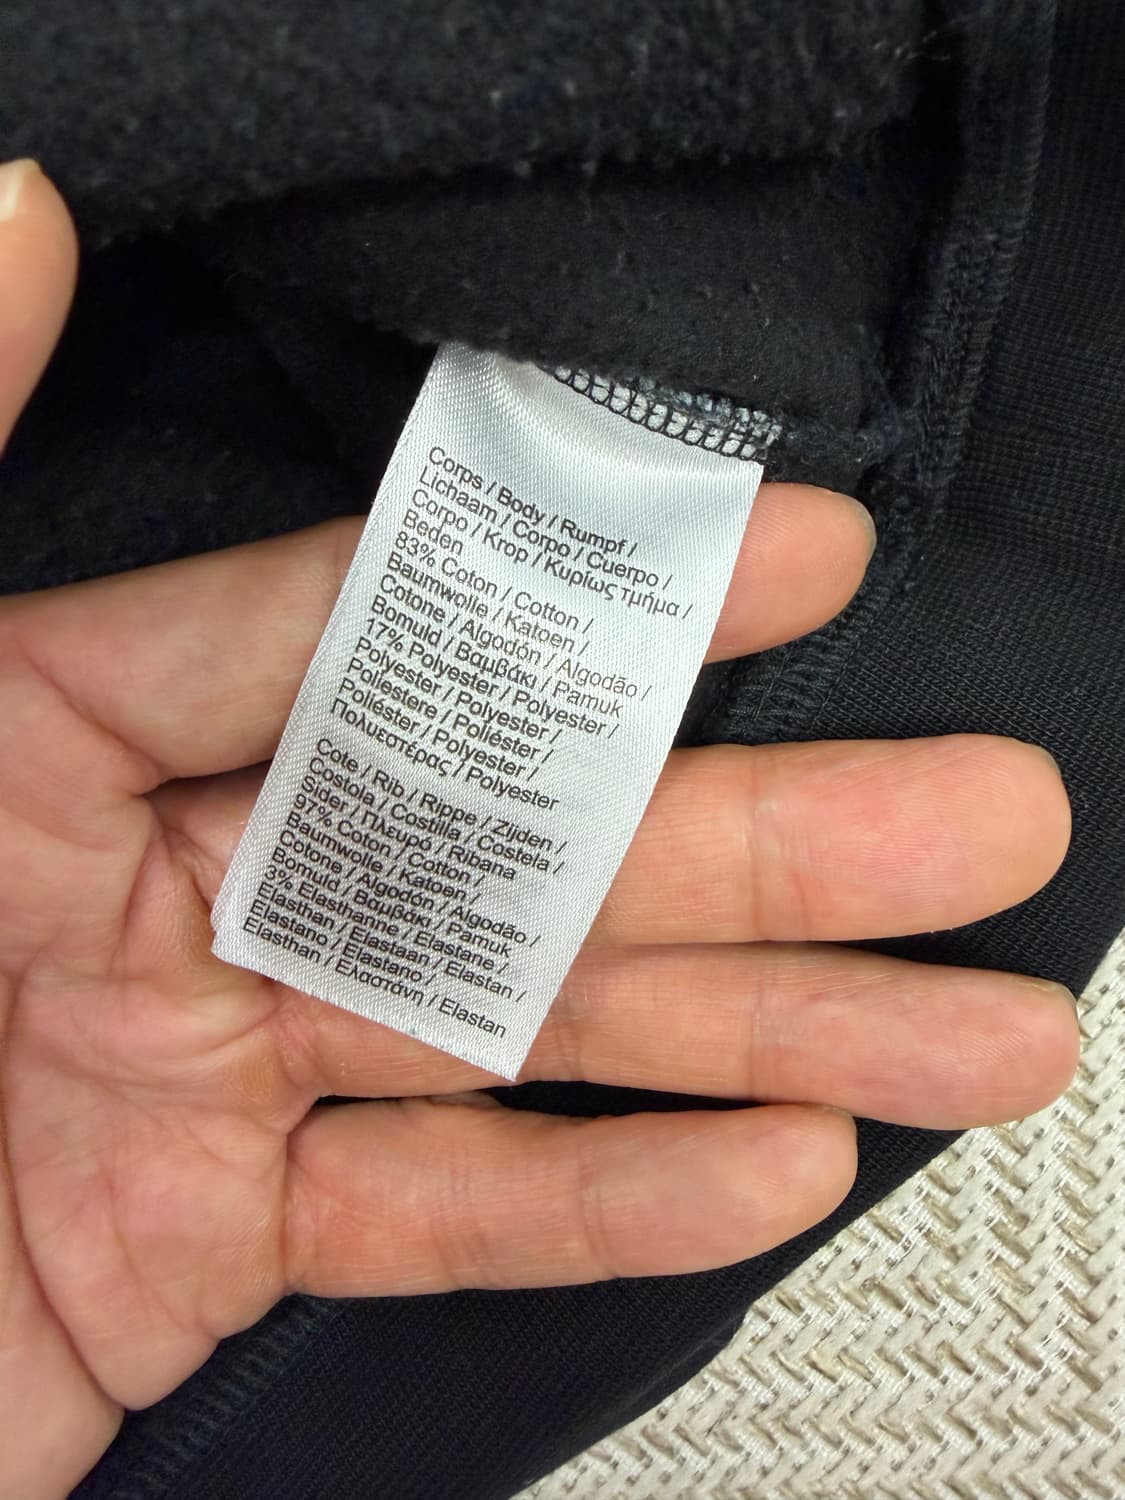 Corps / Body / Rumpf /
Lichaam / Corpo / Cuerpo /
Corpo / Krop / Κυρίως τμήμα /
Beden
83% Coton / Cotton /
Baumwolle / Katoen /
Cotone / Algodón / Algodão /
Bomuld / Βαμβάκι / Pamuk
17% Polyester / Polyester /
Polyester / Polyester /
Poliestere / Poliéster /
Poliéster / Polyester /
Πολυεστέρας / Polyester
Cote / Rib / Rippe / Zijden /
Costola / Costilla / Costela /
Sider / Πλευρό / Ribana
97% Coton / Cotton /
Baumwolle / Katoen /
Cotone / Algodón / Algodão /
Bomuld / Βαμβάκι / Pamuk
3% Elasthanne / Elastane /
Elasthan / Elastaan / Elastan /
Elastano / Elastano /
Elasthan / Ελαστάνη / Elastan